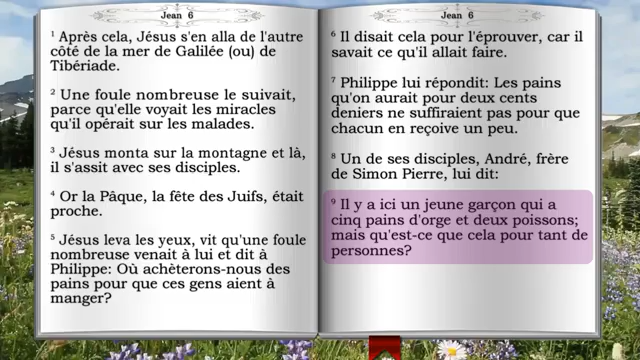 Jean 6
¹ Après cela, Jésus s'en alla de l'autre
côté de la mer de Galilée (ou) de
Tibériade.
² Une foule nombreuse le suivait,
parce qu'elle voyait les miracles
qu'il opérait sur les malades.
³ Jésus monta sur la montagne et là,
il s'assit avec ses disciples.
⁴ Or la Pâque, la fête des Juifs, était
proche.
⁵ Jésus leva les yeux, vit qu'une foule
nombreuse venait à lui et dit à
Philippe: Où achèterons-nous des
pains pour que ces gens aient à
manger?
Jean 6
⁶ Il disait cela pour l'éprouver, car il
savait ce qu'il allait faire.
⁷ Philippe lui répondit: Les pains
qu'on aurait pour deux cents
deniers ne suffiraient pas pour que
chacun en reçoive un peu.
⁸ Un de ses disciples, André, frère
de Simon Pierre, lui dit:
⁹ Il y a ici un jeune garçon qui a
cinq pains d'orge et deux poissons;
mais qu'est-ce que cela pour tant de
personnes?